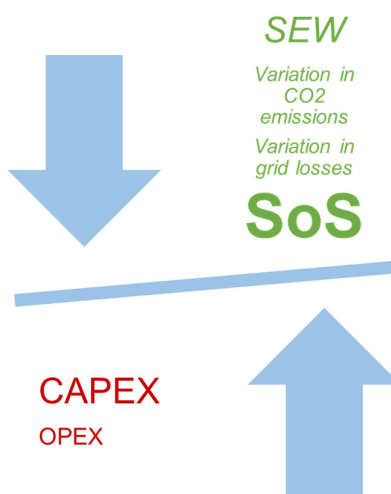 SEW
Variation in
CO2
emissions
Variation in
grid losses
SoS
CAPEX
OPEX